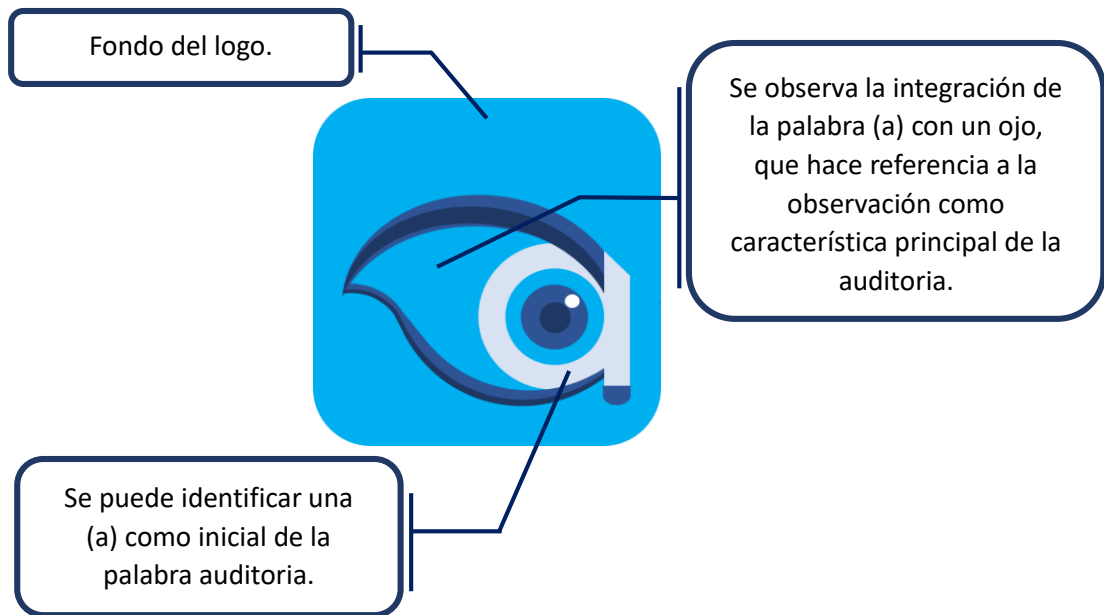 Fondo del logo.
Se observa la integración de
la palabra (a) con un ojo,
que hace referencia a la
observación como
característica principal de la
auditoria.
Se puede identificar una
(a) como inicial de la
palabra auditoria.